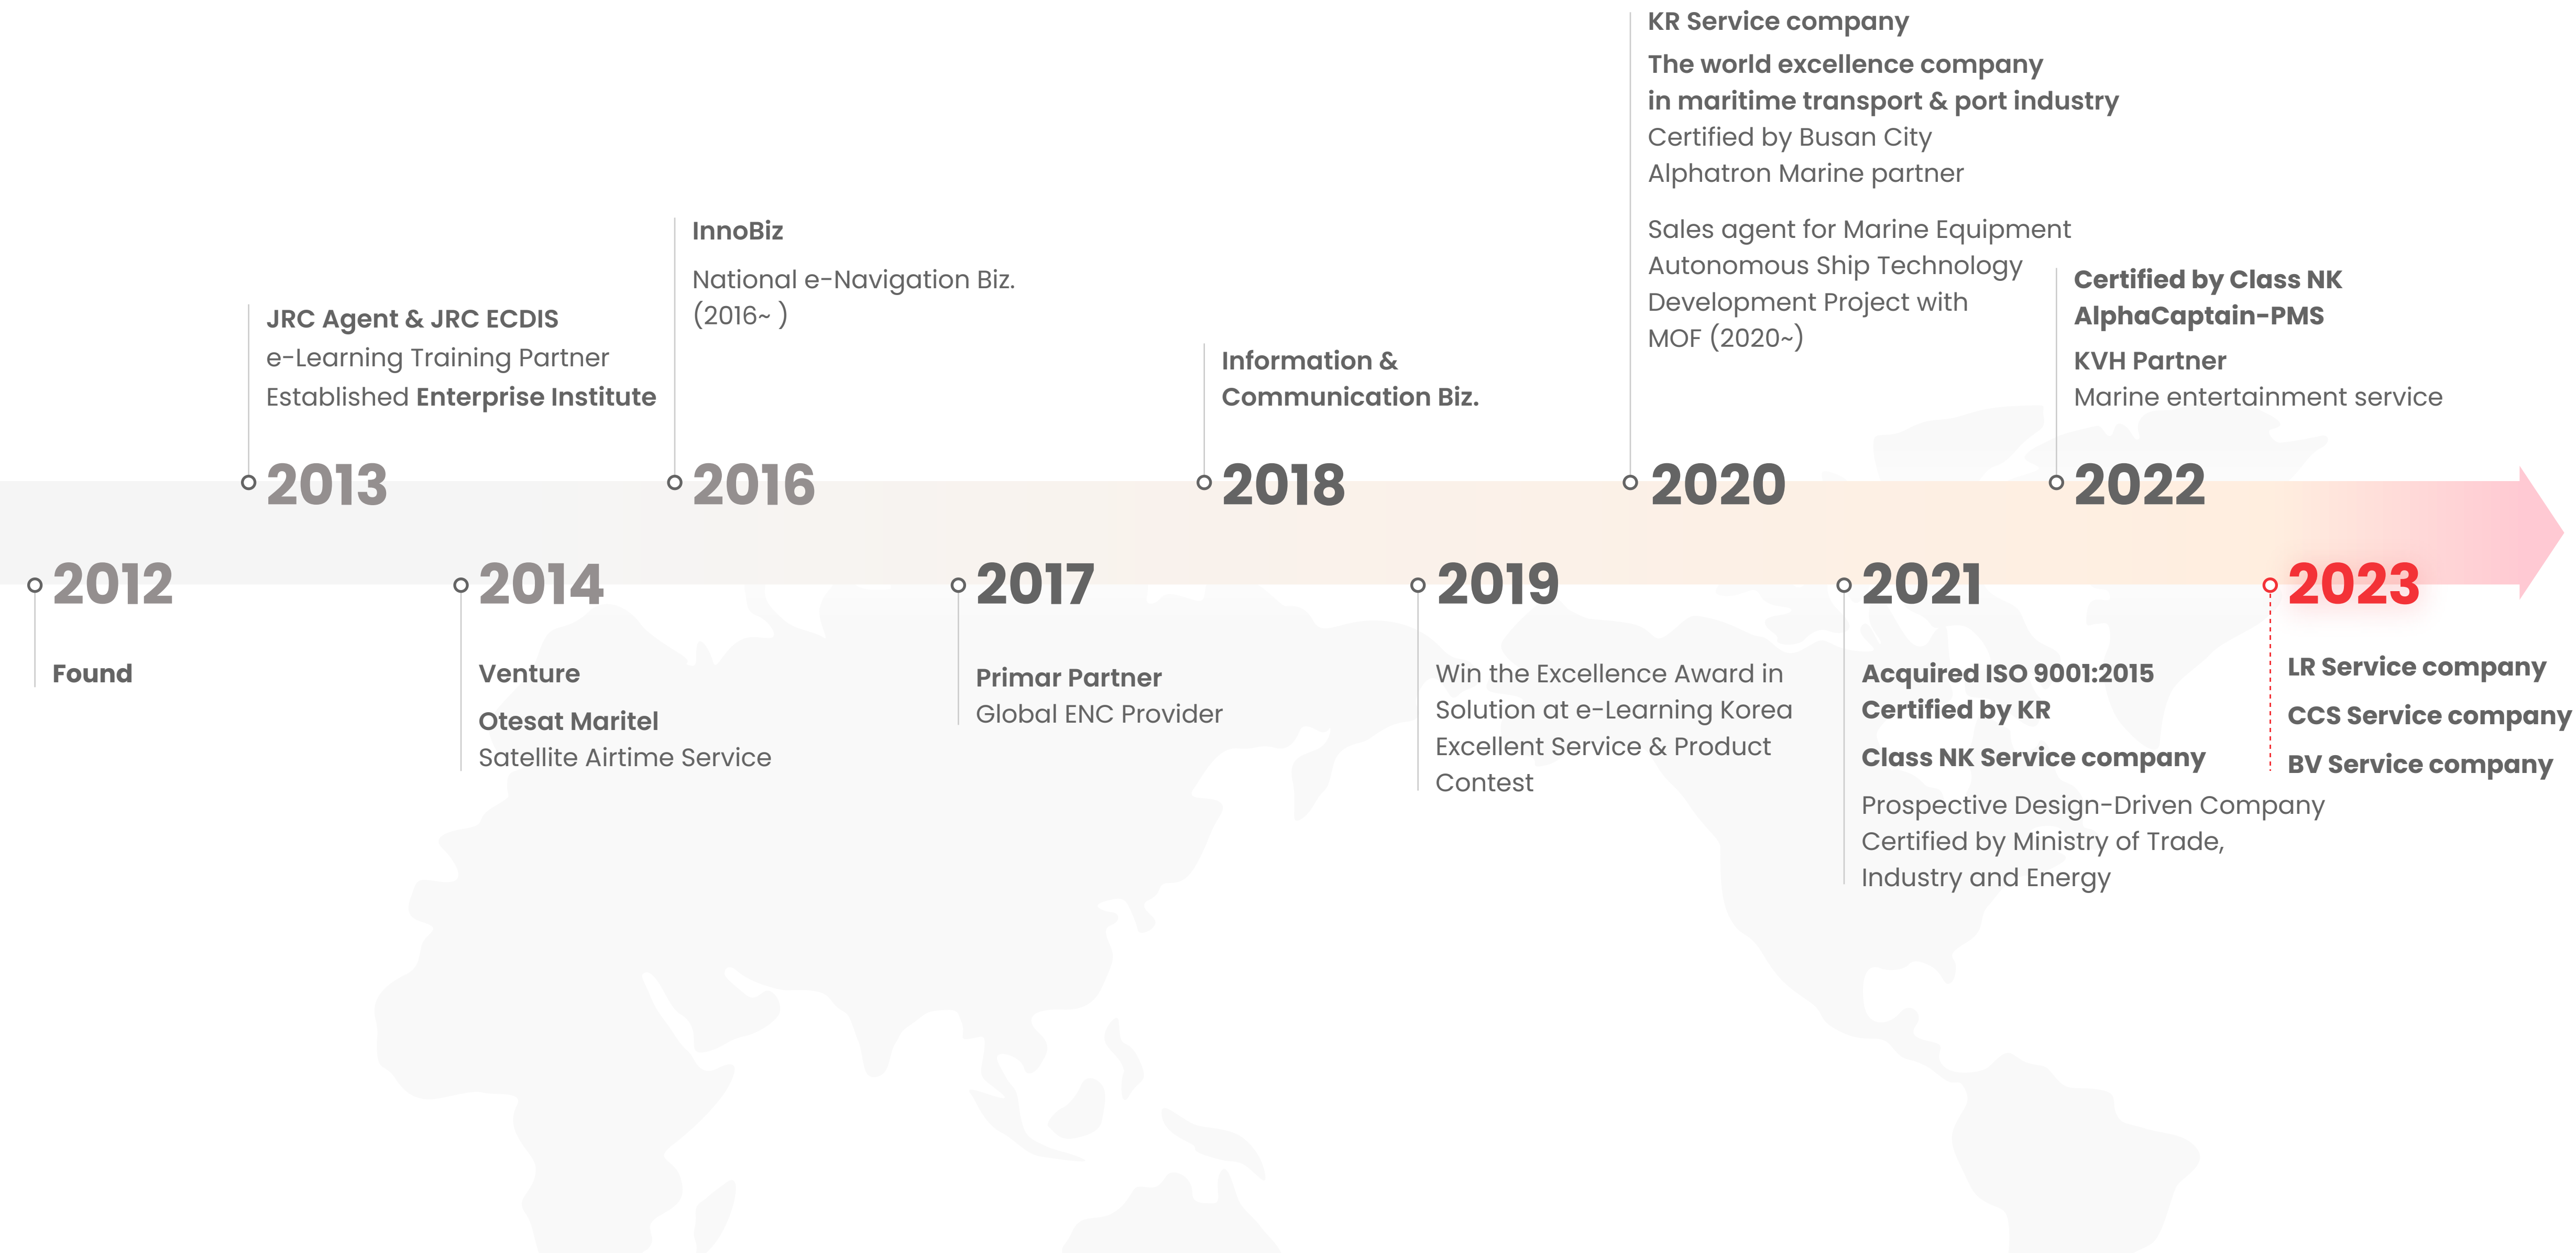 KR Service company
The world excellence company
in maritime transport & port industry
Certified by Busan City
Alphatron Marine partner
Sales agent for Marine Equipment
Autonomous Ship Technology
Development Project with
MOF (2020~)
InnoBiz
National e-Navigation Biz.
(2016~ )
JRC Agent & JRC ECDIS
e-Learning Training Partner
Established Enterprise Institute
Information &
Communication Biz.
Certified by Class NK
AlphaCaptain-PMS
KVH Partner
Marine entertainment service
2013
2016
2018
2020
2022
2012
2014
2017
2019
2021
2023
Found
Venture
Otesat Maritel
Satellite Airtime Service
Primar Partner
Global ENC Provider
Win the Excellence Award in
Solution at e-Learning Korea
Excellent Service & Product
Contest
Acquired ISO 9001:2015
Certified by KR
Class NK Service company
Prospective Design-Driven Company
Certified by Ministry of Trade,
Industry and Energy
LR Service company
CCS Service company
BV Service company